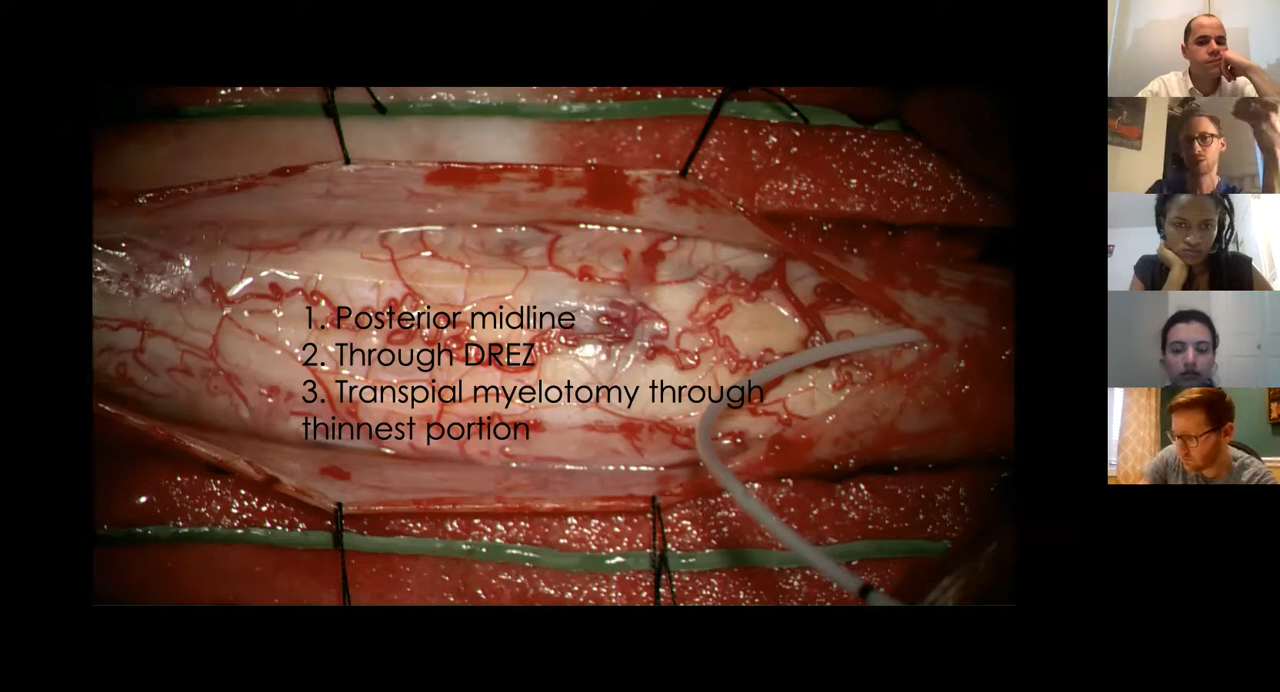 1. Posterior midline
2. Through DREZ
3. Transpial myelotomy through
thinnest portion